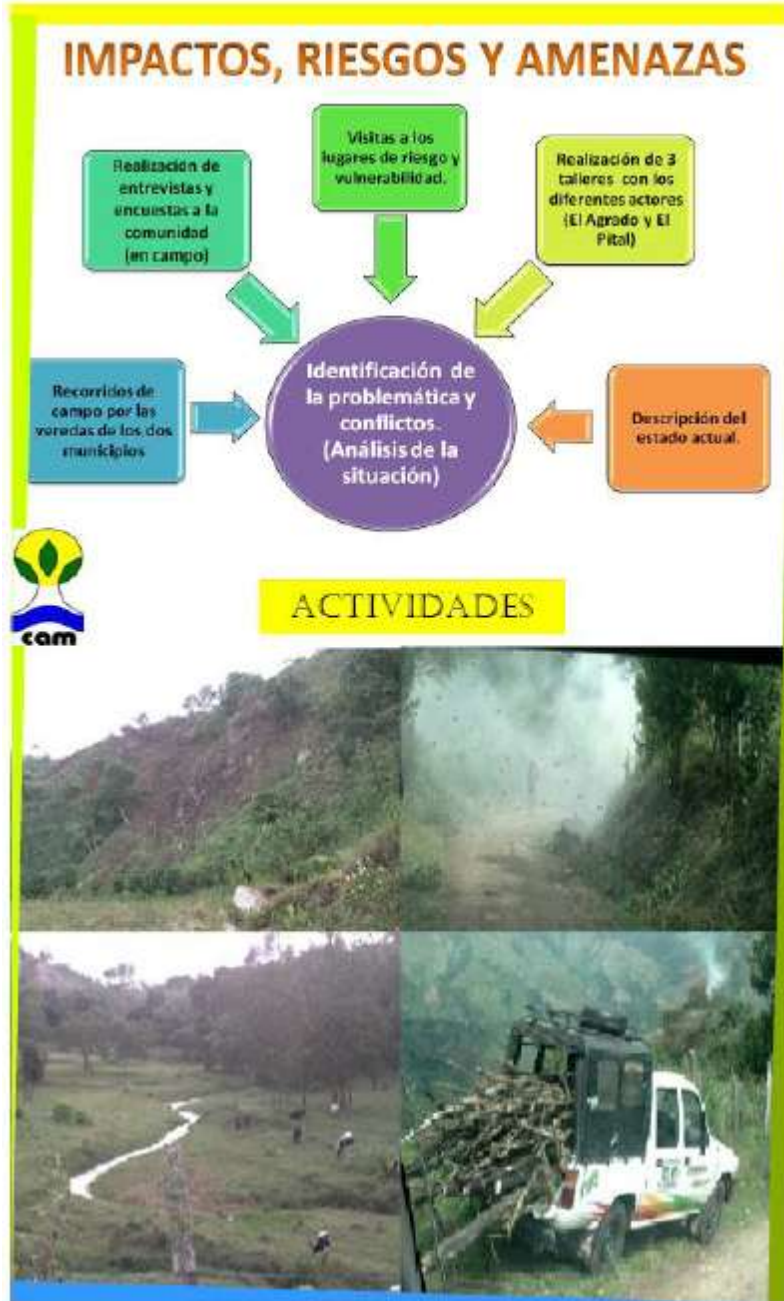 IMPACTOS, RIESGOS Y AMENAZAS
Visitas a los
lugares de riesgo y
vulnerabilidad.
Realización de
entrevistas y
encuestas a la
comunidad
(en campo)
Realización de 3
talleres con los
diferentes actores
(El Agrado y El
Pital)
Recorridos de
campo por las
veredas de los dos
municipios
Identificación de
la problemática y
conflictos.
(Análisis de la
situación)
Descripción del
estado actual.
cam
ACTIVIDADES